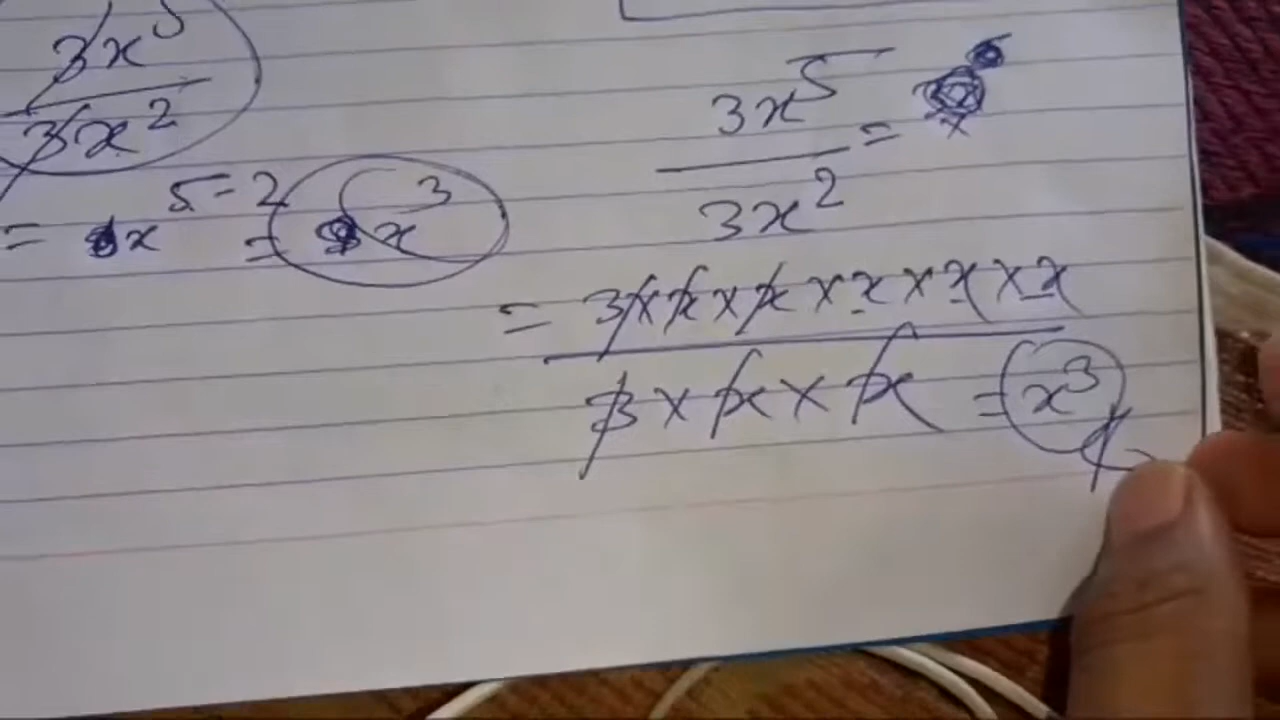 3x^5
3x^2
= x^{5-2} = x^3
3x^5 =
3x^2
= 3 × x × x × x × x × x
3 × x × x = x^3